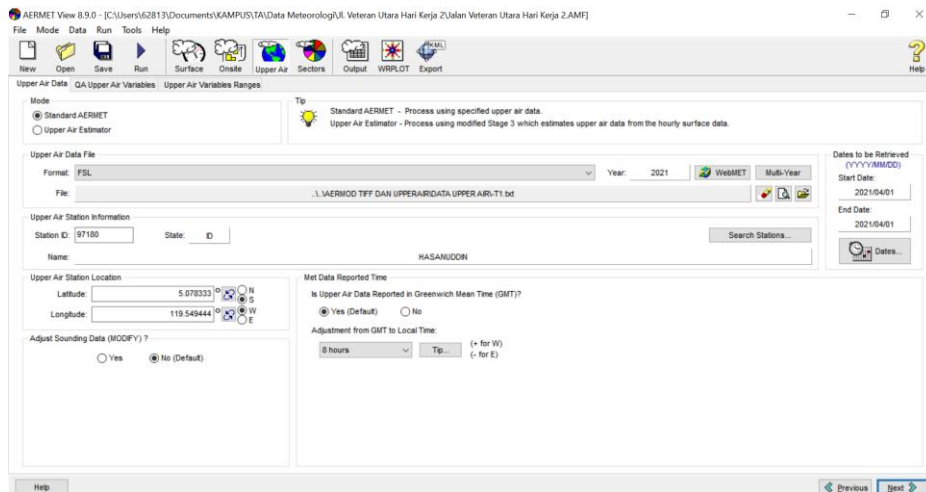 AERMET View 8.9.0 - [C:\Users\62813\Documents\KAMPUS\TA\Data Meteorologi\Jl. Veteran Utara Hari Kerja 2\Jalan Veteran Utara Hari Kerja 2.AMF]
File Mode Data Run Tools Help
New Open Save Run Surface Onsite Upper Air Sectors Output WRPLOT Export Help
KML
Upper Air Data QA Upper Air Variables Upper Air Variables Ranges
Mode
Standard AERMET
Upper Air Estimator
Tip
Standard AERMET - Process using specified upper air data.
Upper Air Estimator - Process using modified Stage 3 which estimates upper air data from the hourly surface data.
Upper Air Data File
Format: FSL Year: 2021 WebMET Multi-Year
File: ..\..\AERMOD TIFF DAN UPPERAIR\DATA UPPER AIR\-T1.txt
Dates to be Retrieved
(YYYY/MM/DD)
Start Date:
2021/04/01
End Date:
2021/04/01
Dates...
Upper Air Station Information
Station ID: 97180 State: ID Search Stations...
Name: HASANUDDIN
Upper Air Station Location
Latitude: 5.078333 ° N S
Longitude: 119.549444 ° W E
Adjust Sounding Data (MODIFY) ?
Yes No (Default)
Met Data Reported Time
Is Upper Air Data Reported in Greenwich Mean Time (GMT)?
Yes (Default) No
Adjustment from GMT to Local Time:
8 hours Tip... (+ for W)
(- for E)
Help Previous Next